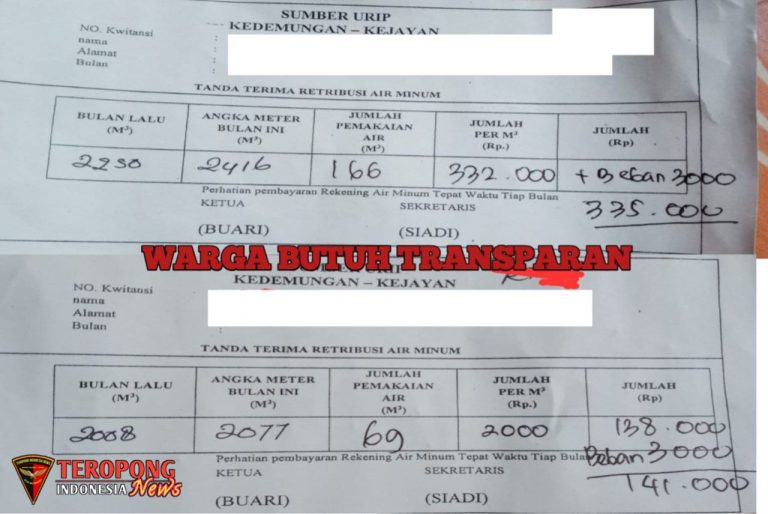 SUMBER URIP
KEDEMUNGAN – KEJAYAN
NO. Kwitansi :
nama :
Alamat :
Bulan :
TANDA TERIMA RETRIBUSI AIR MINUM
BULAN LALU (M³) ANGKA METER BULAN INI (M³) JUMLAH PEMAKAIAN AIR (M³) JUMLAH PER M³ (Rp.) JUMLAH (Rp)
2250 2416 166 332.000 + Beban 3000
Perhatian pembayaran Rekening Air Minum Tepat Waktu Tiap Bulan
335.000
KETUA SEKRETARIS
(BUARI) (SIADI)
WARGA BUTUH TRANSPARAN
URIP
KEDEMUNGAN – KEJAYAN
NO. Kwitansi
nama
Alamat
Bulan
TANDA TERIMA RETRIBUSI AIR MINUM
BULAN LALU (M³) ANGKA METER BULAN INI (M³) JUMLAH PEMAKAIAN AIR (M³) JUMLAH PER M³ (Rp.) JUMLAH (Rp)
2008 2077 69 2000 138.000
Perhatian pembayaran Rekening Air Minum Tepat Waktu Tiap Bulan
Beban 3000
KETUA SEKRETARIS
141.000
(BUARI) (SIADI)
TEROPONG
INDONESIA News